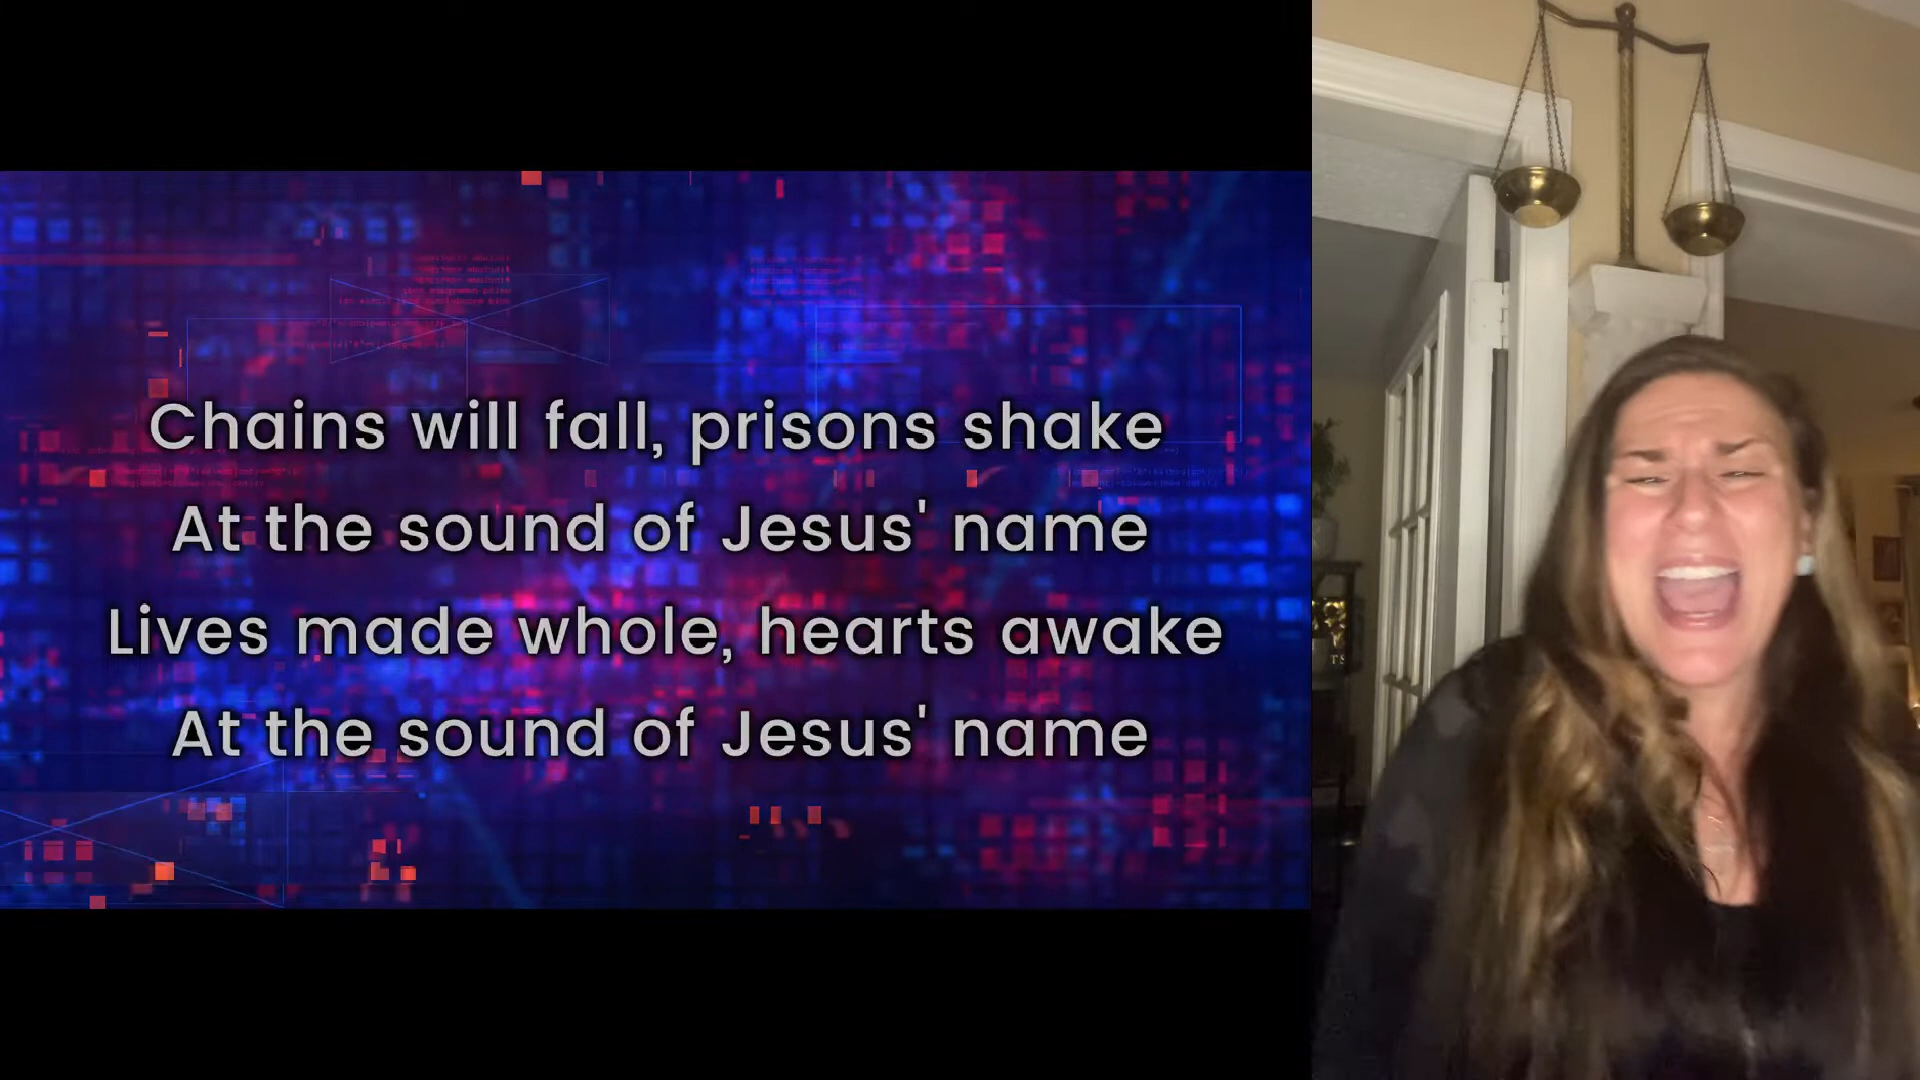 Chains will fall, prisons shake
At the sound of Jesus' name
Lives made whole, hearts awake
At the sound of Jesus' name